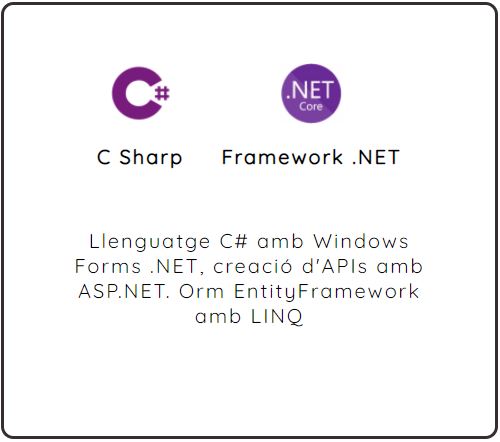 C#
.NET
Core
C Sharp
Framework .NET
Llenguatge C# amb Windows
Forms .NET, creació d'APIs amb
ASP.NET. Orm EntityFramework
amb LINQ